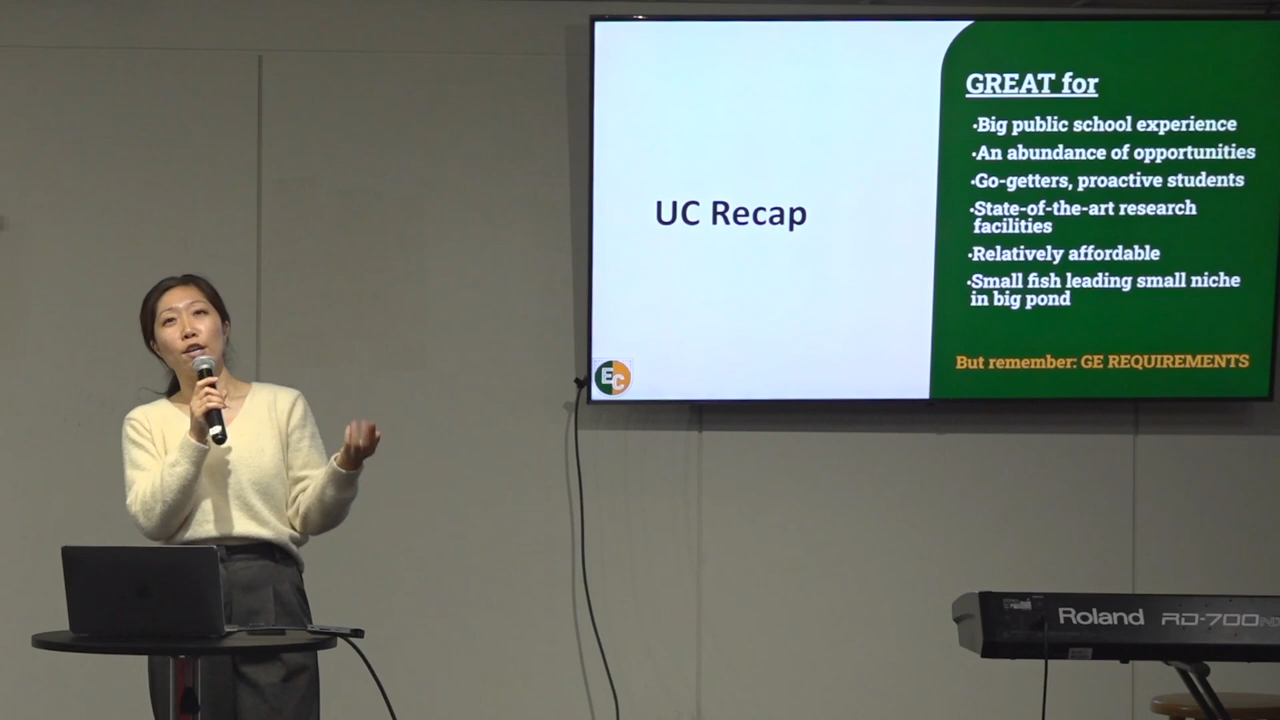 UC Recap
GREAT for
·Big public school experience
·An abundance of opportunities
·Go-getters, proactive students
·State-of-the-art research
facilities
·Relatively affordable
·Small fish leading small niche
in big pond
But remember: GE REQUIREMENTS
EC
Roland RD-700NX